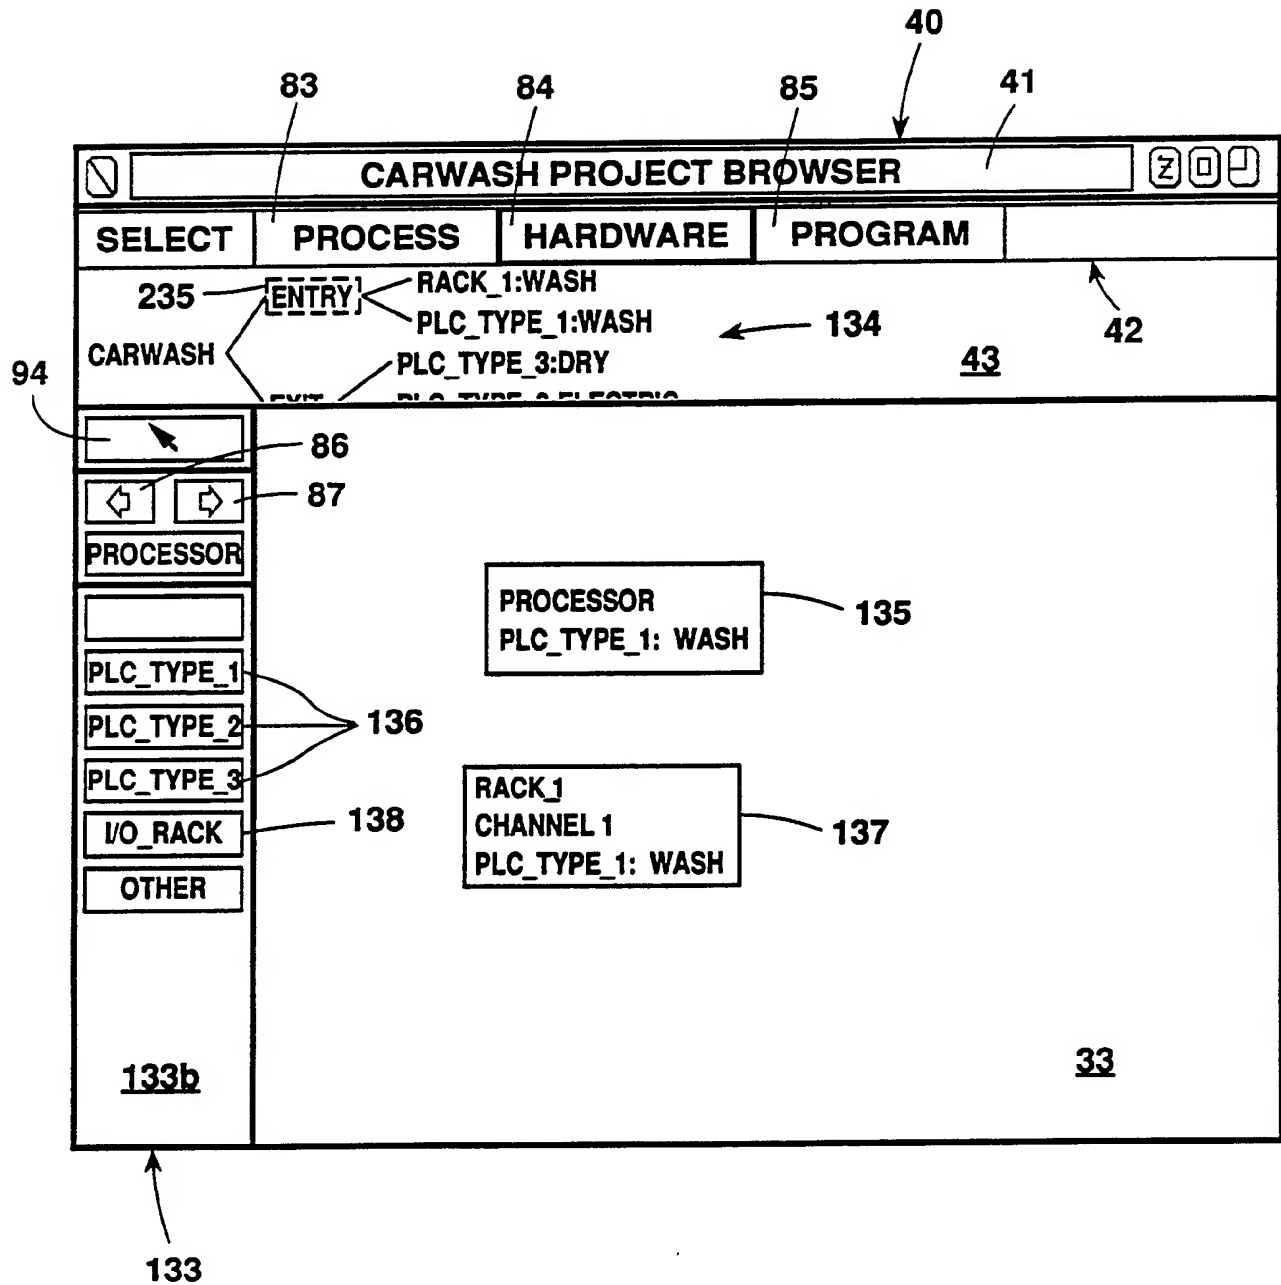 40
83
84
85
41
CARWASH PROJECT BROWSER
Z
SELECT
PROCESS
HARDWARE
PROGRAM
235
ENTRY
RACK_1:WASH
PLC_TYPE_1:WASH
134
42
CARWASH
PLC_TYPE_3:DRY
43
94
86
87
PROCESSOR
PROCESSOR
PLC_TYPE_1: WASH
135
PLC_TYPE_1
PLC_TYPE_2
136
PLC_TYPE_3
RACK_1
CHANNEL 1
PLC_TYPE_1: WASH
137
I/O_RACK
138
OTHER
133b
33
133